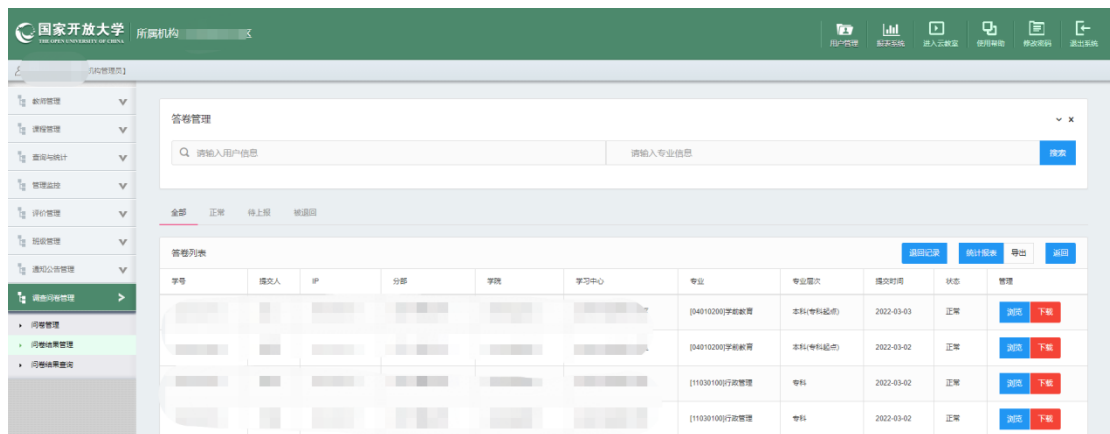 国家开放大学 所属机构 区
THE OPEN UNIVERSITY OF CHINA
用户管理 报表系统 进入云教室 使用帮助 修改密码 退出系统
机构管理员】
教师管理
课程管理
查询与统计
管理监控
评价管理
班级管理
通知公告管理
调查问卷管理
问卷管理
问卷结果管理
问卷结果查询
答卷管理
请输入用户信息 请输入专业信息 搜索
全部 正常 待上报 被退回
答卷列表 退回记录 统计报表 导出 返回
学号 提交人 IP 分部 学院 学习中心 专业 专业层次 提交时间 状态 管理
[04010200]学前教育 本科(专科起点) 2022-03-03 正常 浏览 下载
[04010200]学前教育 本科(专科起点) 2022-03-02 正常 浏览 下载
[11030100]行政管理 专科 2022-03-02 正常 浏览 下载
[11030100]行政管理 专科 2022-03-02 正常 浏览 下载